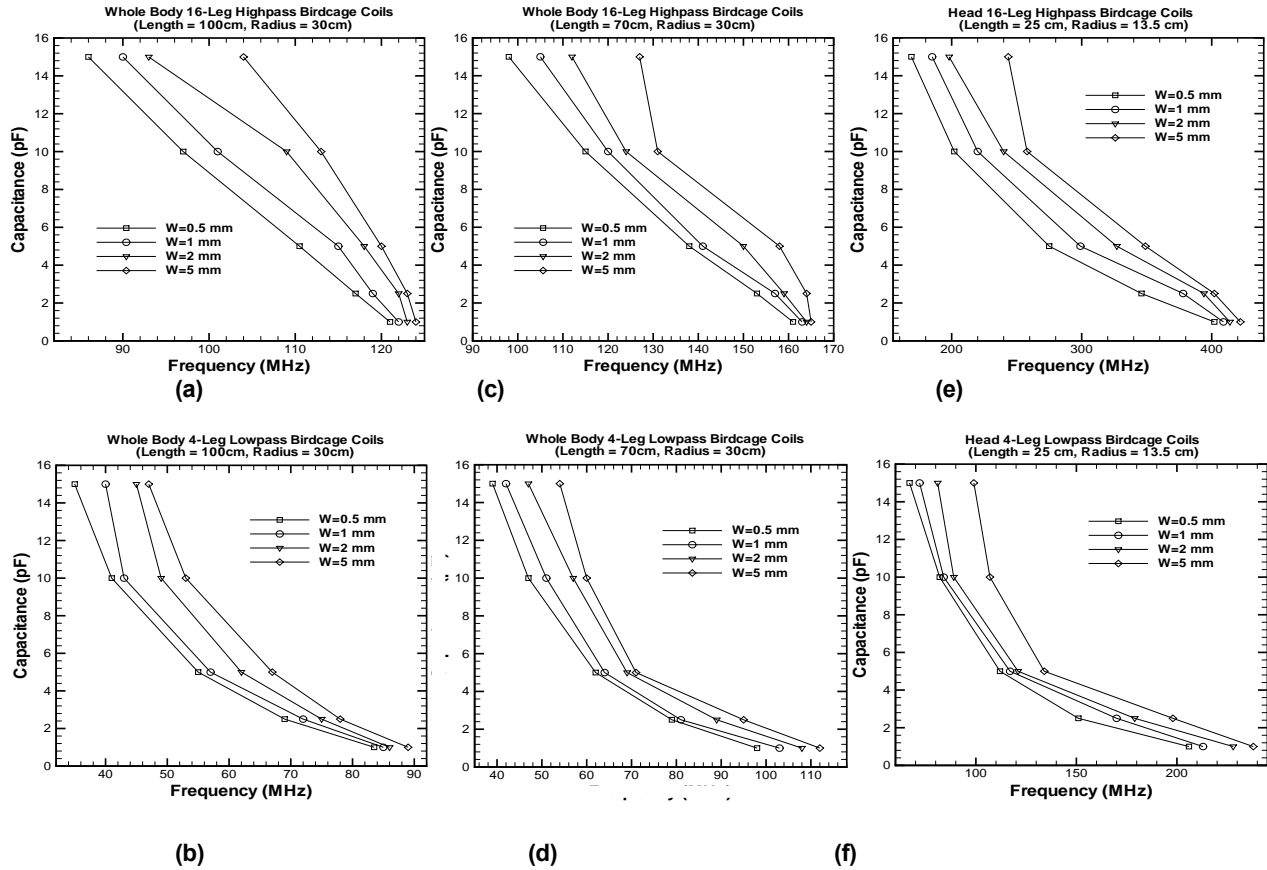 Whole Body 16-Leg Highpass Birdcage Coils
(Length = 100cm, Radius = 30cm)
Capacitance (pF)
16
14
12
10
8
6
4
2
0
W=0.5 mm
W=1 mm
W=2 mm
W=5 mm
90 100 110 120
Frequency (MHz)
(a)
Whole Body 16-Leg Highpass Birdcage Coils
(Length = 70cm, Radius = 30cm)
Capacitance (pF)
16
14
12
10
8
6
4
2
0
W=0.5 mm
W=1 mm
W=2 mm
W=5 mm
90 100 110 120 130 140 150 160 170
Frequency (MHz)
(c)
Head 16-Leg Highpass Birdcage Coils
(Length = 25 cm, Radius = 13.5 cm)
Capacitance (pF)
16
14
12
10
8
6
4
2
0
W=0.5 mm
W=1 mm
W=2 mm
W=5 mm
200 300 400
Frequency (MHz)
(e)
Whole Body 4-Leg Lowpass Birdcage Coils
(Length = 100cm, Radius = 30cm)
Capacitance (pF)
16
14
12
10
8
6
4
2
0
W=0.5 mm
W=1 mm
W=2 mm
W=5 mm
40 50 60 70 80 90
Frequency (MHz)
(b)
Whole Body 4-Leg Lowpass Birdcage Coils
(Length = 70cm, Radius = 30cm)
16
14
12
10
8
6
4
2
0
W=0.5 mm
W=1 mm
W=2 mm
W=5 mm
40 50 60 70 80 90 100 110
(d)
Head 4-Leg Lowpass Birdcage Coils
(Length = 25 cm, Radius = 13.5 cm)
Capacitance (pF)
16
14
12
10
8
6
4
2
0
W=0.5 mm
W=1 mm
W=2 mm
W=5 mm
100 150 200
Frequency (MHz)
(f)